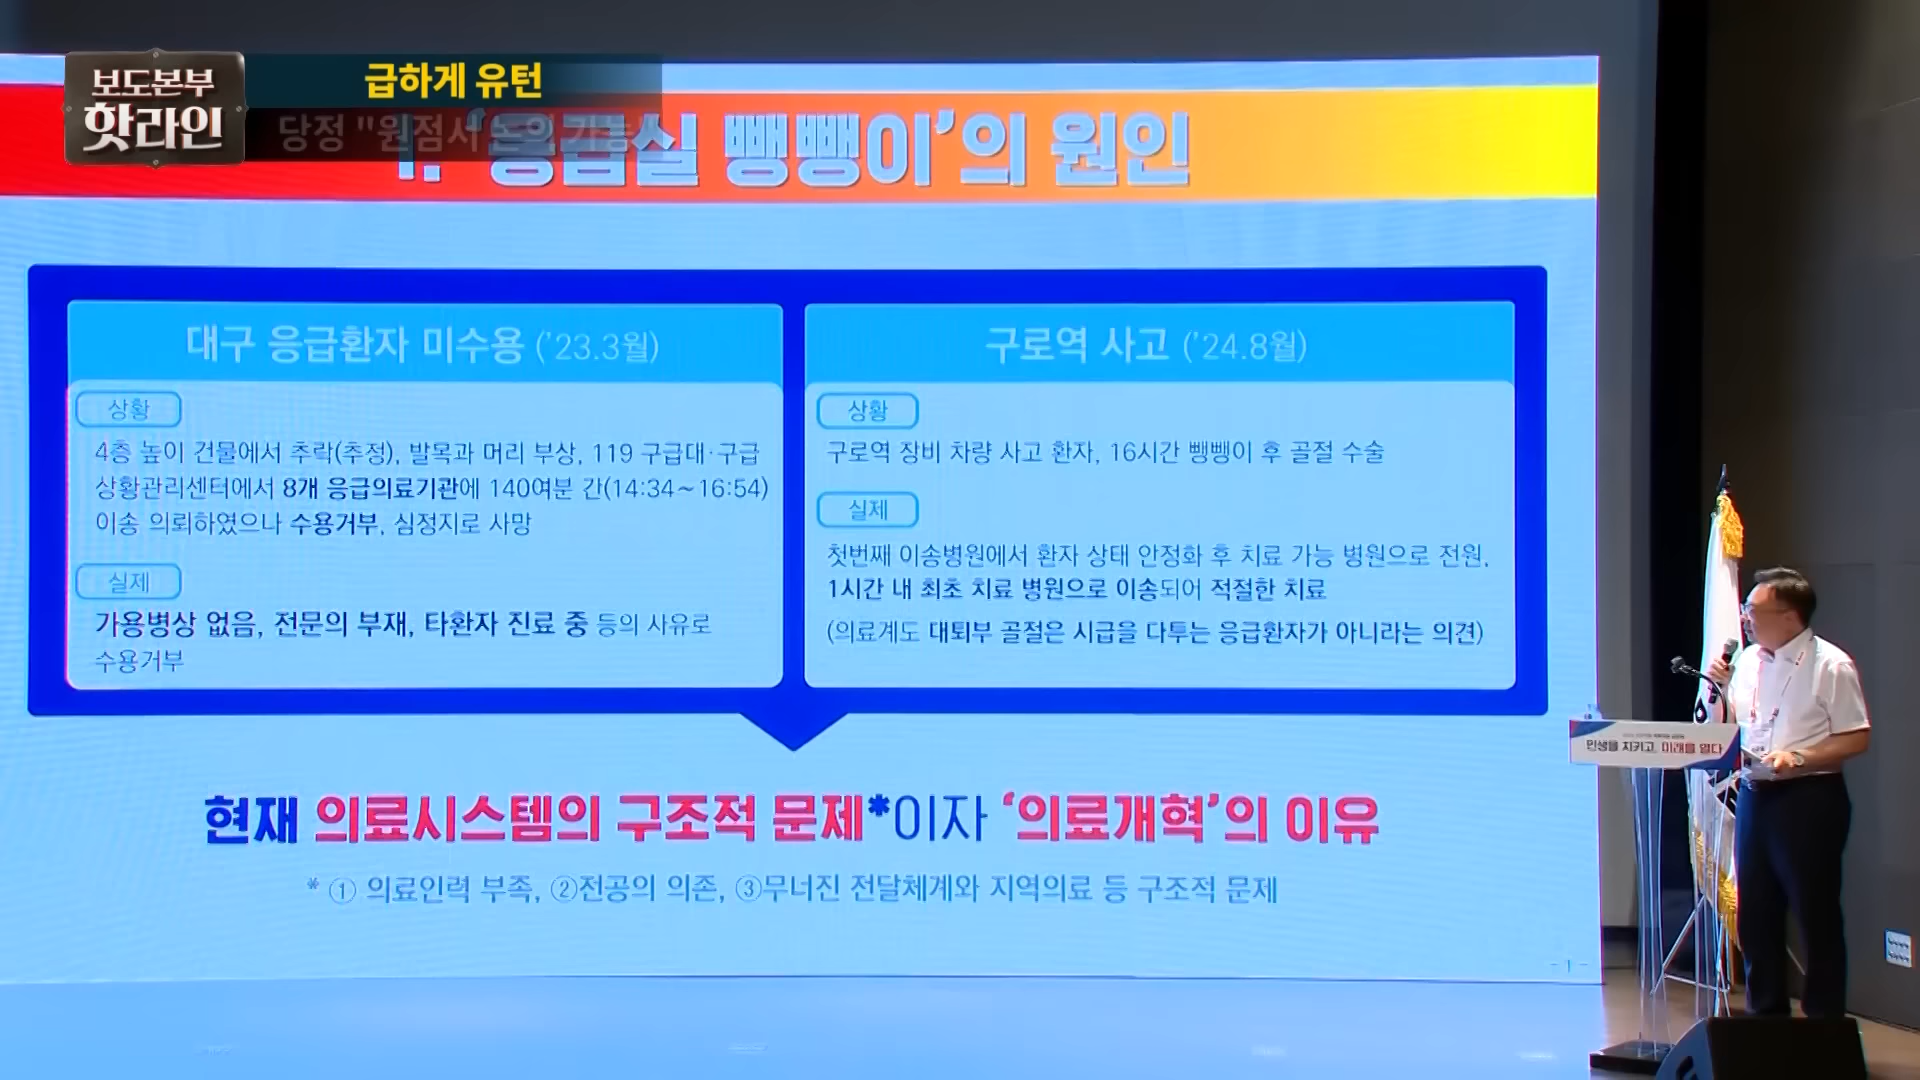 보도본부
핫라인
급하게 유턴
당정 "원점서 논의 가능"
1. ‘응급실 뺑뺑이’의 원인
대구 응급환자 미수용 (’23.3월)
상황
4층 높이 건물에서 추락(추정), 발목과 머리 부상, 119 구급대·구급
상황관리센터에서 8개 응급의료기관에 140여분 간(14:34~16:54)
이송 의뢰하였으나 수용거부, 심정지로 사망
실제
가용병상 없음, 전문의 부재, 타환자 진료 중 등의 사유로
수용거부
구로역 사고 (’24.8월)
상황
구로역 장비 차량 사고 환자, 16시간 뺑뺑이 후 골절 수술
실제
첫번째 이송병원에서 환자 상태 안정화 후 치료 가능 병원으로 전원,
1시간 내 최초 치료 병원으로 이송되어 적절한 치료
(의료계도 대퇴부 골절은 시급을 다투는 응급환자가 아니라는 의견)
현재 의료시스템의 구조적 문제*이자 ‘의료개혁’의 이유
* ① 의료인력 부족, ②전공의 의존, ③무너진 전달체계와 지역의료 등 구조적 문제
- 1 -
민생을 지키고, 미래를 열다